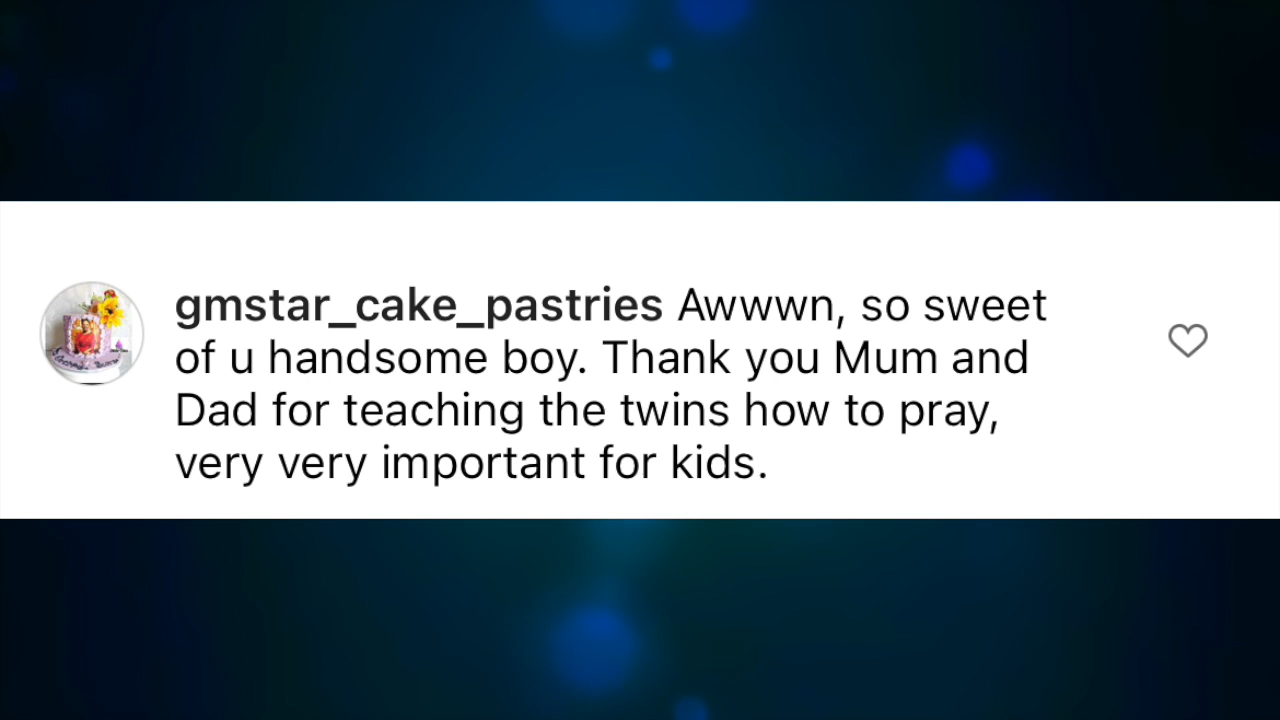 gmstar_cake_pastries Awwwn, so sweet
of u handsome boy. Thank you Mum and
Dad for teaching the twins how to pray,
very very important for kids.